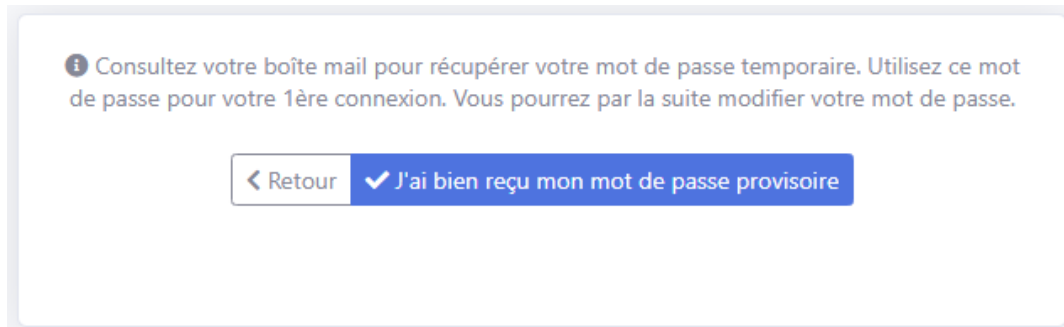 Consultez votre boîte mail pour récupérer votre mot de passe temporaire. Utilisez ce mot
de passe pour votre 1ère connexion. Vous pourrez par la suite modifier votre mot de passe.
Retour
J'ai bien reçu mon mot de passe provisoire